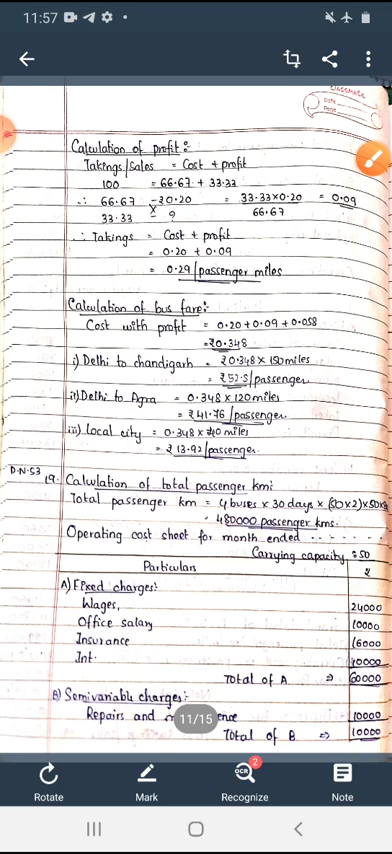 11:57
classmate
Date
Page
Calculation of profit:
Takings/Sales = Cost + profit
100 = 66.67 + 33.33
∴ 66.67 – 20.20 = 33.33 × 0.20 = 0.09
33.33 × ? 66.67
∴ Takings = Cost + profit
= 0.20 + 0.09
= 0.29/passenger miles
Calculation of bus fare:
Cost with profit = 0.20 + 0.09 + 0.058
= ₹0.348
i) Delhi to chandigarh = ₹0.348 × 150 miles
= ₹52.5/passenger
ii) Delhi to Agra = 0.348 × 120 miles
= ₹41.76/passenger
iii) local city = 0.348 × 40 miles
= ₹13.92/passenger
D.N.53
19. Calculation of total passenger km:
Total passenger km = 4 buses × 30 days × (50×2) × 50 ×
= 480000 passenger kms.
Operating cost sheet for month ended
Carrying capacity : 50
Particulars ₹
A) Fixed charges:
Wages, 24000
Office salary 10000
Insurance 16000
Int. 10000
Total of A ⇒ 60000
B) Semivariable charges:
Repairs and ence 10000
11/15
Total of B ⇒ 10000
Rotate
Mark
OCR
2
Recognize
Note